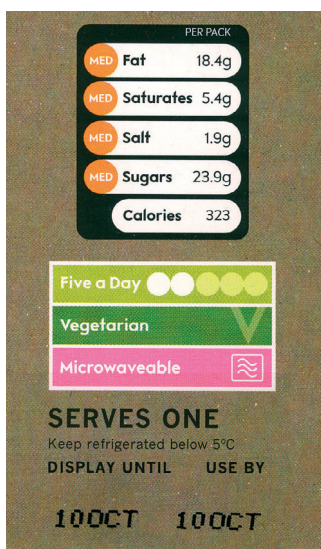 PER PACK
MED Fat 18.4g
MED Saturates 5.4g
MED Salt 1.9g
MED Sugars 23.9g
Calories 323
Five a Day
Vegetarian V
Microwaveable
SERVES ONE
Keep refrigerated below 5°C
DISPLAY UNTIL USE BY
10OCT 10OCT